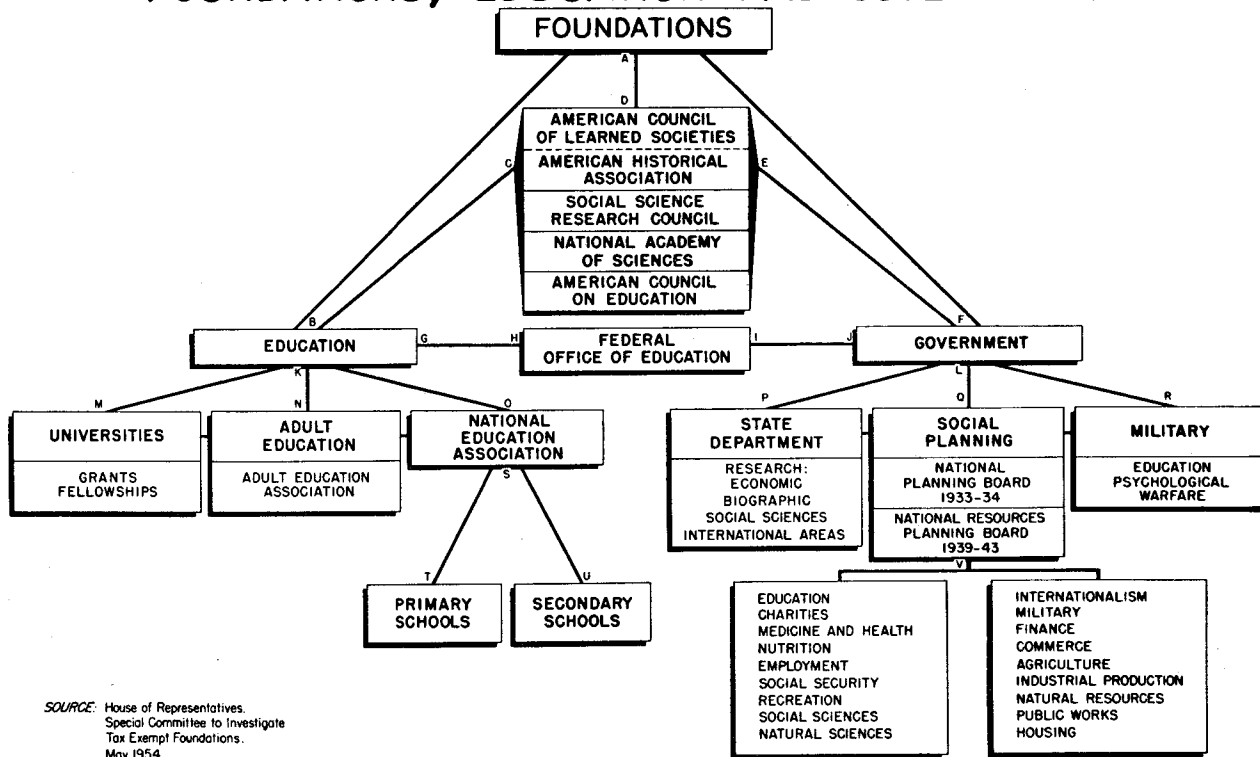 FOUNDATIONS, EDUCATION AND
FOUNDATIONS
A
D
AMERICAN COUNCIL
OF LEARNED SOCIETIES
C
AMERICAN HISTORICAL
ASSOCIATION
E
SOCIAL SCIENCE
RESEARCH COUNCIL
NATIONAL ACADEMY
OF SCIENCES
AMERICAN COUNCIL
ON EDUCATION
B
F
EDUCATION
G
H
FEDERAL
OFFICE OF EDUCATION
I
J
GOVERNMENT
K
L
M
N
O
P
Q
R
UNIVERSITIES
GRANTS
FELLOWSHIPS
ADULT
EDUCATION
ADULT EDUCATION
ASSOCIATION
NATIONAL
EDUCATION
ASSOCIATION
S
STATE
DEPARTMENT
RESEARCH:
ECONOMIC
BIOGRAPHIC
SOCIAL SCIENCES
INTERNATIONAL AREAS
SOCIAL
PLANNING
NATIONAL
PLANNING BOARD
1933-34
NATIONAL RESOURCES
PLANNING BOARD
1939-43
V
MILITARY
EDUCATION
PSYCHOLOGICAL
WARFARE
T
U
PRIMARY
SCHOOLS
SECONDARY
SCHOOLS
EDUCATION
CHARITIES
MEDICINE AND HEALTH
NUTRITION
EMPLOYMENT
SOCIAL SECURITY
RECREATION
SOCIAL SCIENCES
NATURAL SCIENCES
INTERNATIONALISM
MILITARY
FINANCE
COMMERCE
AGRICULTURE
INDUSTRIAL PRODUCTION
NATURAL RESOURCES
PUBLIC WORKS
HOUSING
SOURCE: House of Representatives.
Special Committee to Investigate
Tax Exempt Foundations.
May 1954